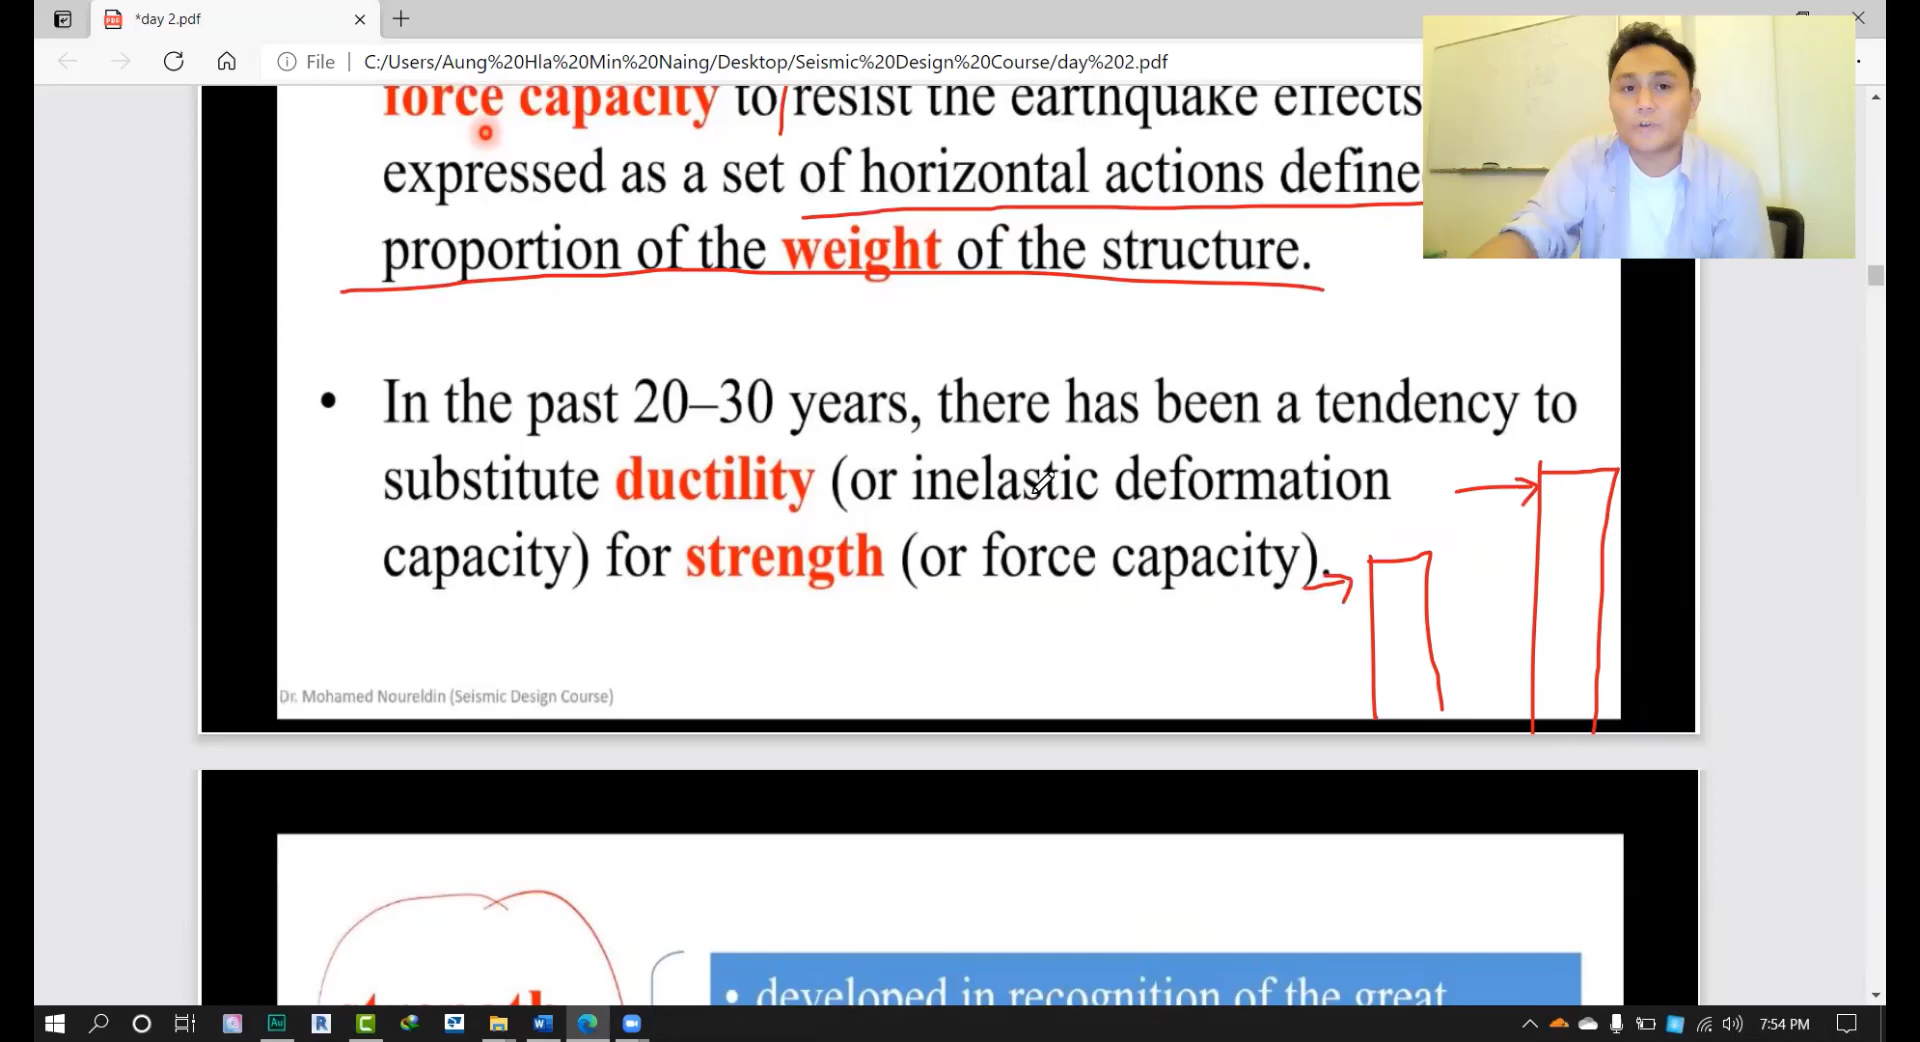 *day 2.pdf
File | C:/Users/Aung%20Hla%20Min%20Naing/Desktop/Seismic%20Design%20Course/day%202.pdf
force capacity to resist the earthquake effects
expressed as a set of horizontal actions define
proportion of the weight of the structure.
• In the past 20–30 years, there has been a tendency to
substitute ductility (or inelastic deformation
capacity) for strength (or force capacity).
Dr. Mohamed Noureldin (Seismic Design Course)
strength
• developed in recognition of the great
7:54 PM